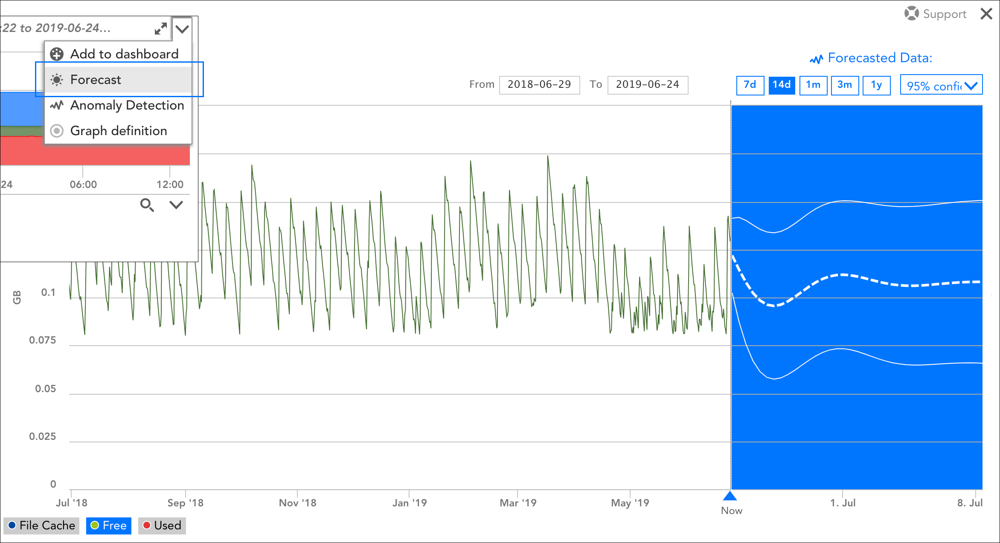 Support
:22 to 2019-06-24...
Add to dashboard
Forecast
Anomaly Detection
Graph definition
24 06:00 12:00
Forecasted Data:
From 2018-06-29 To 2019-06-24
7d 14d 1m 3m 1y 95% confi
GB
0.1
0.075
0.05
0.025
0
Jul '18 Sep '18 Nov '18 Jan '19 Mar '19 May '19 1. Jul 8. Jul
Now
File Cache Free Used